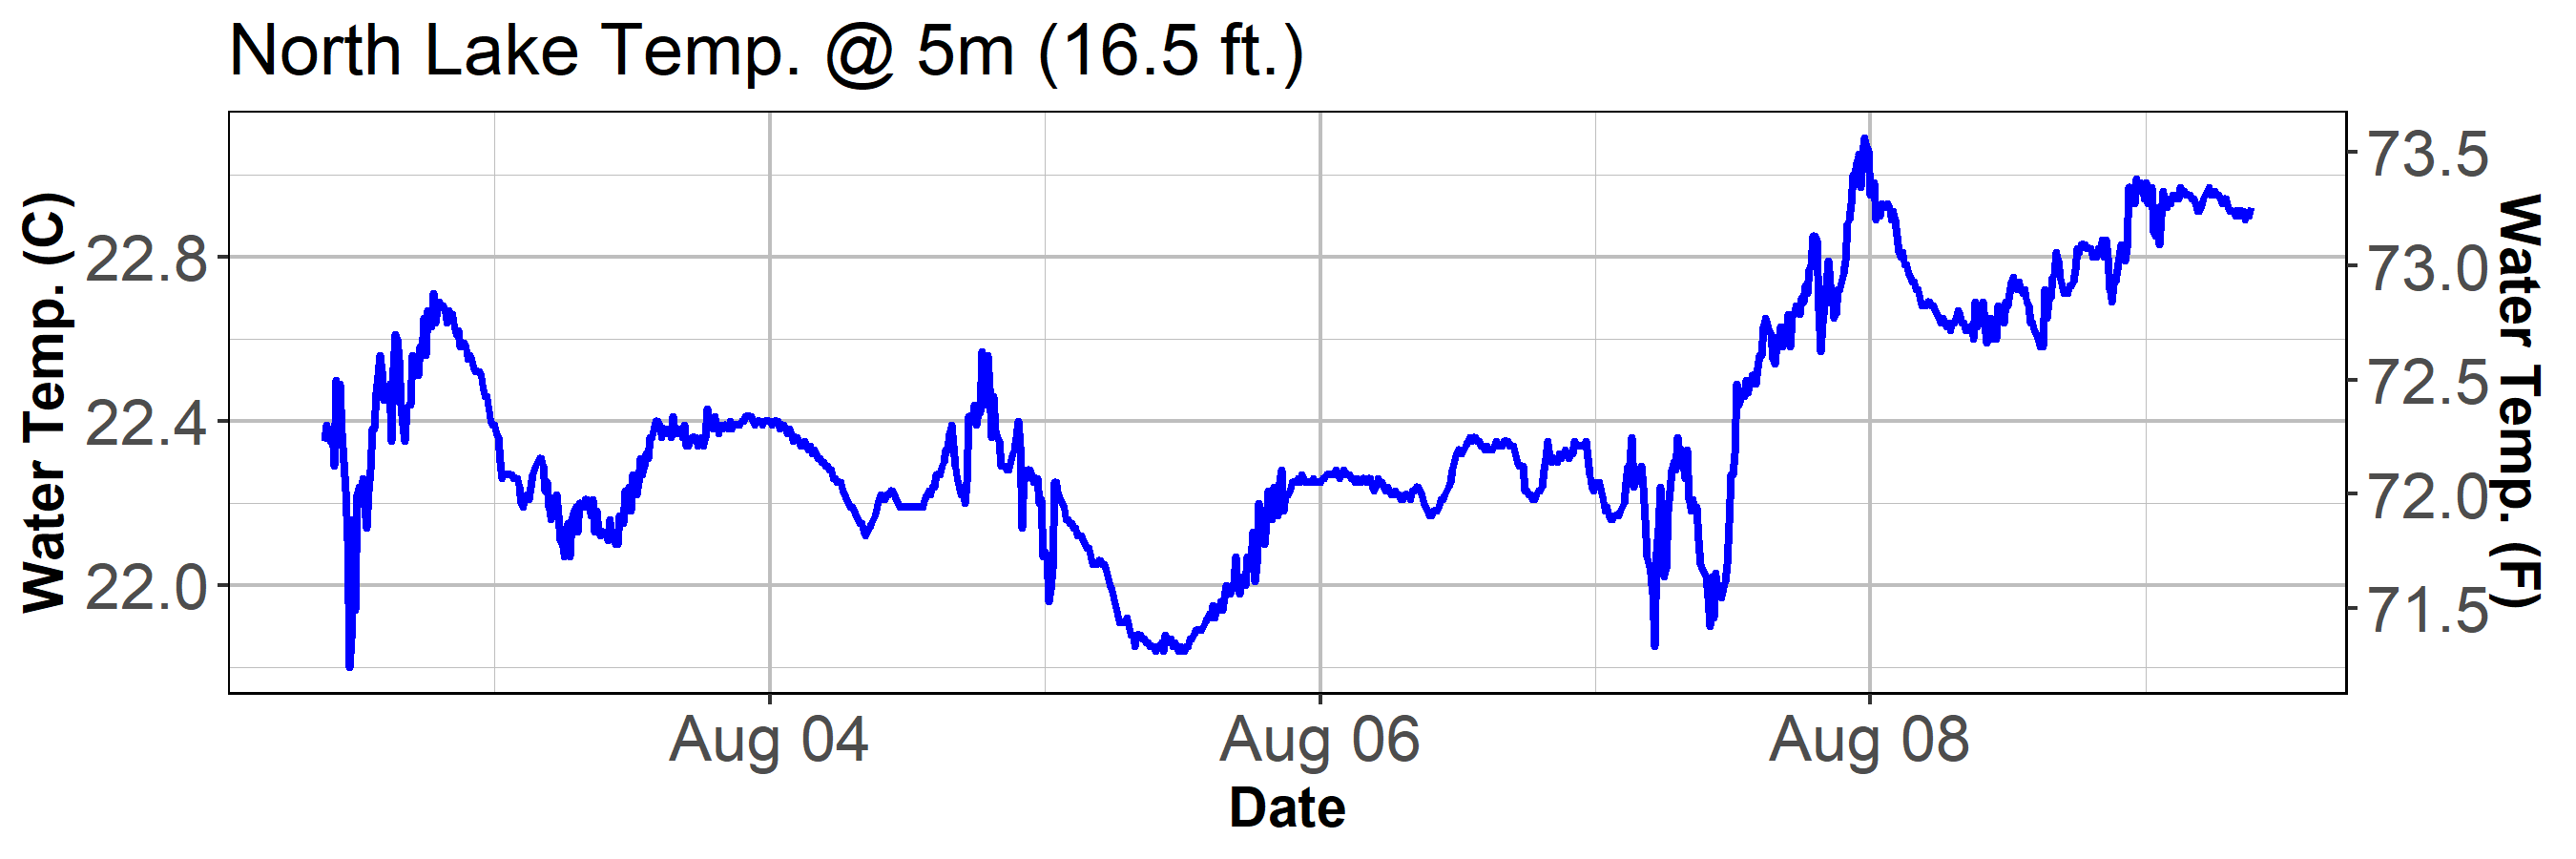 North Lake Temp. @ 5m (16.5 ft.)
Water Temp. (C)
22.8
22.4
22.0
73.5
73.0
72.5
72.0
71.5
Water Temp. (F)
Aug 04
Aug 06
Aug 08
Date